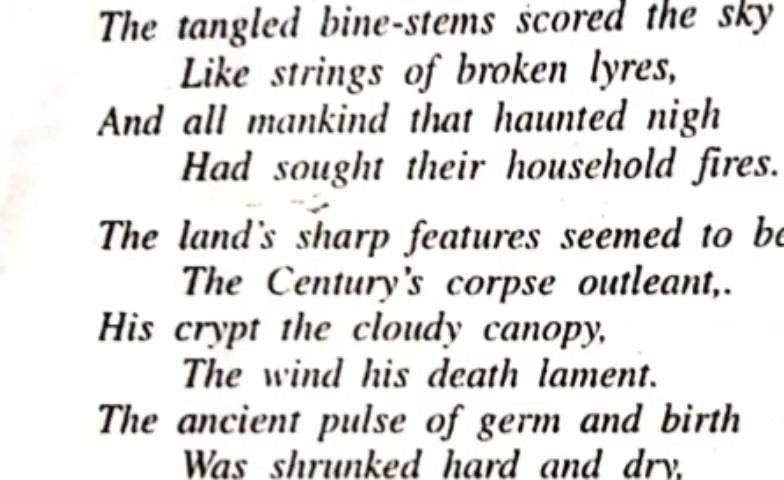 The tangled bine-stems scored the sky
Like strings of broken lyres,
And all mankind that haunted nigh
Had sought their household fires.
The land's sharp features seemed to be
The Century's corpse outleant,.
His crypt the cloudy canopy,
The wind his death lament.
The ancient pulse of germ and birth
Was shrunked hard and dry,